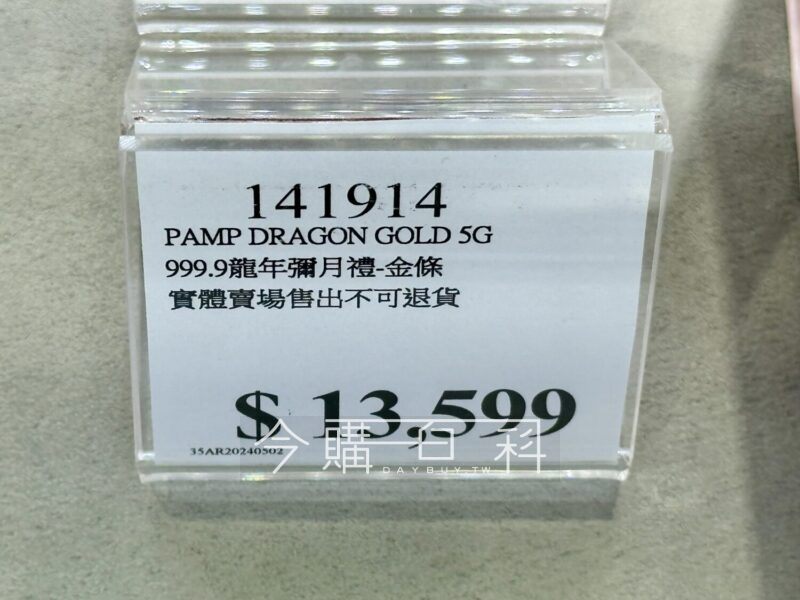 141914
PAMP DRAGON GOLD 5G
999.9龍年彌月禮-金條
實體賣場售出不可退貨
$ 13,599
35AR20240502
今購百科
DAYBUY.TW